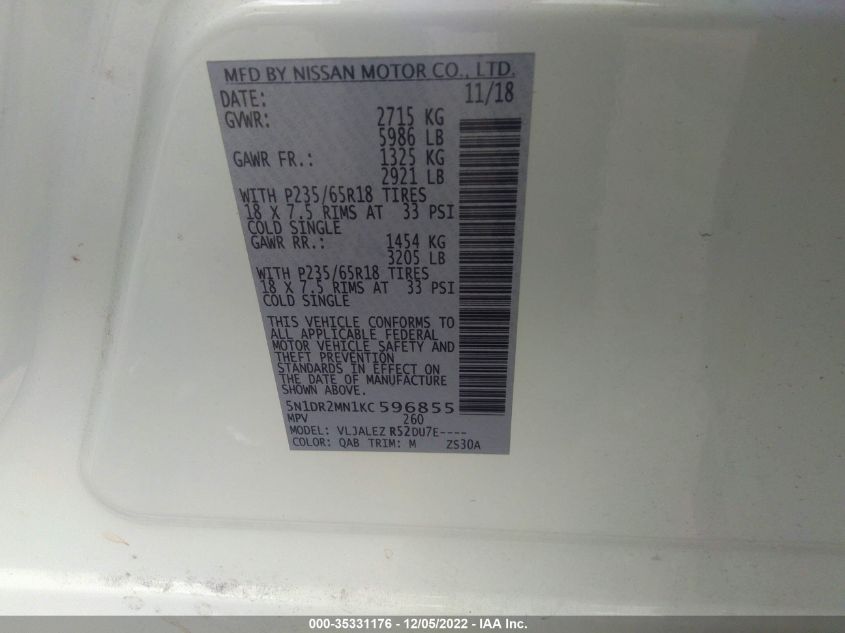 MFD BY NISSAN MOTOR CO., LTD.
DATE: 11/18
GVWR: 2715 KG
5986 LB
GAWR FR.: 1325 KG
2921 LB
WITH P235/65R18 TIRES
18 X 7.5 RIMS AT 33 PSI
COLD SINGLE
GAWR RR.: 1454 KG
3205 LB
WITH P235/65R18 TIRES
18 X 7.5 RIMS AT 33 PSI
COLD SINGLE
THIS VEHICLE CONFORMS TO
ALL APPLICABLE FEDERAL
MOTOR VEHICLE SAFETY AND
THEFT PREVENTION
STANDARDS IN EFFECT ON
THE DATE OF MANUFACTURE
SHOWN ABOVE.
5N1DR2MN1KC596855
MPV 260
MODEL: VLJALEZ R52DU7E----
COLOR: QAB TRIM: M ZS30A
000-35331176 - 12/05/2022 - IAA Inc.